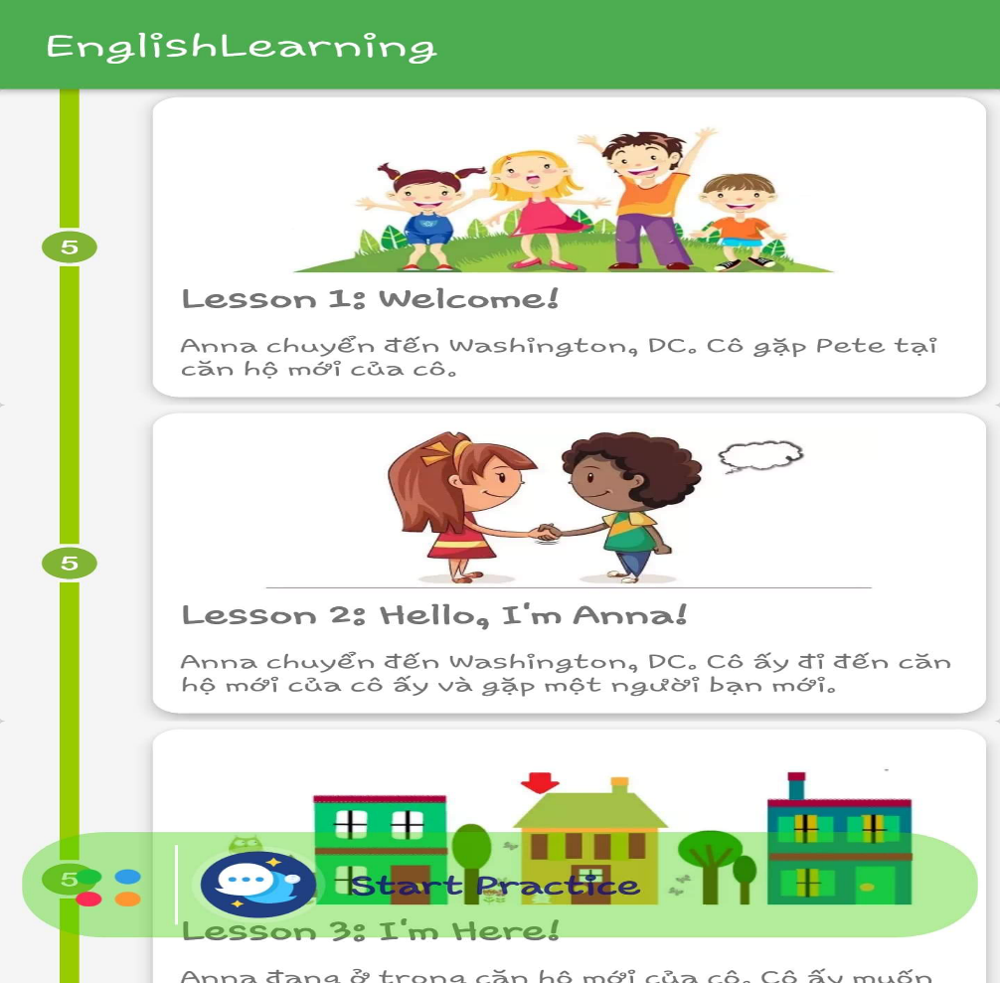 EnglishLearning
5
Lesson 1: Welcome!
Anna chuyển đến Washington, DC. Cô gặp Pete tại
căn hộ mới của cô.
5
Lesson 2: Hello, I'm Anna!
Anna chuyển đến Washington, DC. Cô ấy đi đến căn
hộ mới của cô ấy và gặp một người bạn mới.
5
Start Practice
Lesson 3: I'm Here!
Anna đang ở trong căn hộ mới của cô. Cô ấy muốn